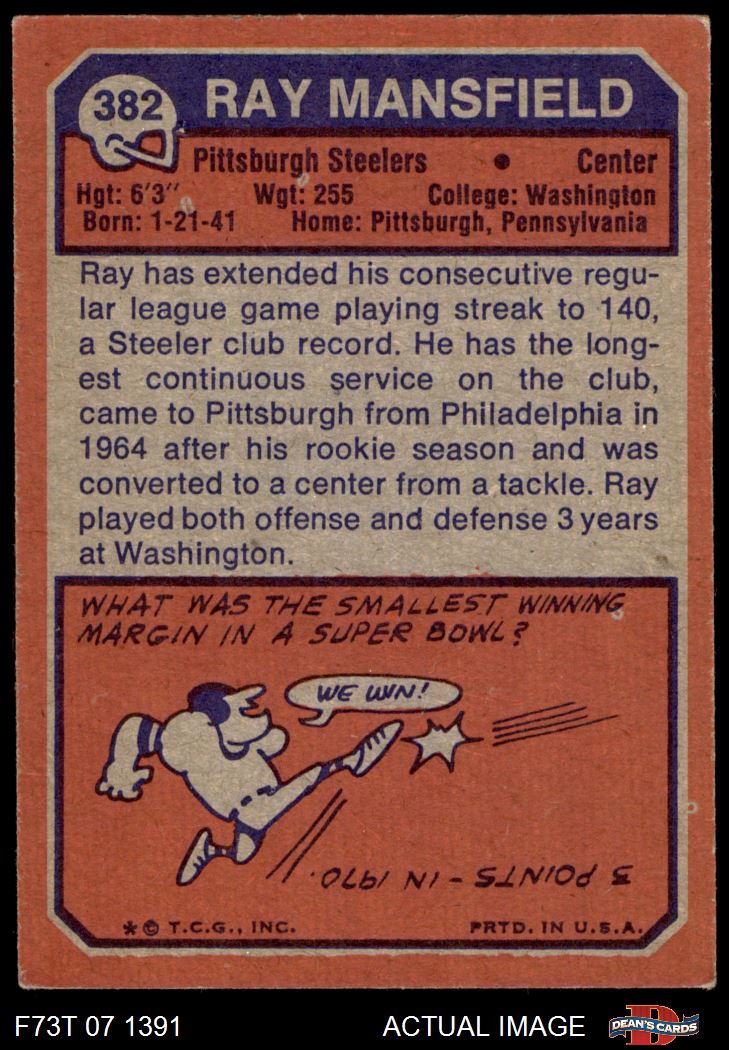 382 RAY MANSFIELD
Pittsburgh Steelers • Center
Hgt: 6'3" Wgt: 255 College: Washington
Born: 1-21-41 Home: Pittsburgh, Pennsylvania
Ray has extended his consecutive regu-
lar league game playing streak to 140,
a Steeler club record. He has the long-
est continuous service on the club,
came to Pittsburgh from Philadelphia in
1964 after his rookie season and was
converted to a center from a tackle. Ray
played both offense and defense 3 years
at Washington.
WHAT WAS THE SMALLEST WINNING
MARGIN IN A SUPER BOWL?
WE WIN!
3 POINTS - IN 1970.
* © T.C.G., INC. PRTD. IN U.S.A.
F73T 07 1391 ACTUAL IMAGE D DEAN'S CARDS